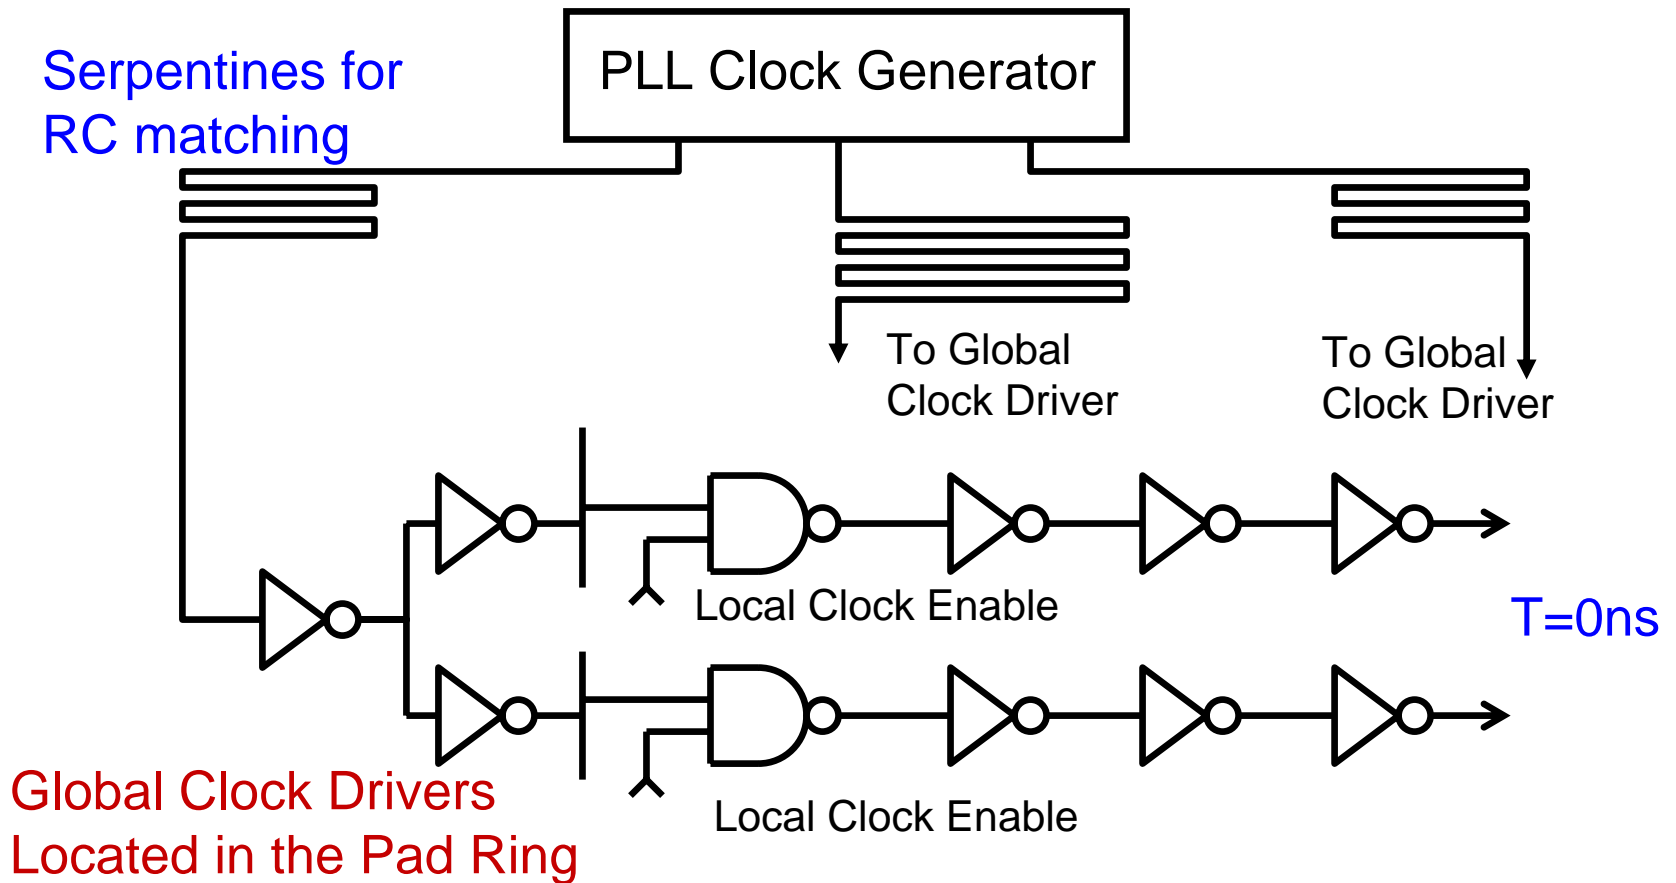 Serpentines for
RC matching
PLL Clock Generator
To Global
Clock Driver
To Global
Clock Driver
Local Clock Enable
T=0ns
Local Clock Enable
Global Clock Drivers
Located in the Pad Ring